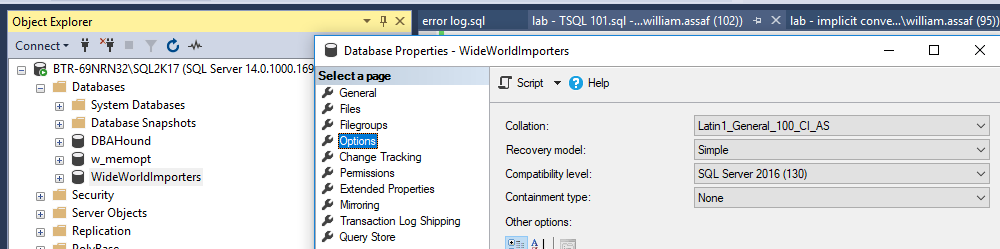 Object Explorer
Connect
BTR-69NRN32\SQL2K17 (SQL Server 14.0.1000.169
Databases
System Databases
Database Snapshots
DBAHound
w_memopt
WideWorldImporters
Security
Server Objects
Replication
PolyBase
error log.sql
lab - TSQL 101.sql -...william.assaf (102))
lab - implicit conve...\william.assaf (95))
Database Properties - WideWorldImporters
Select a page
General
Files
Filegroups
Options
Change Tracking
Permissions
Extended Properties
Mirroring
Transaction Log Shipping
Query Store
Script
Help
Collation: Latin1_General_100_CI_AS
Recovery model: Simple
Compatibility level: SQL Server 2016 (130)
Containment type: None
Other options: